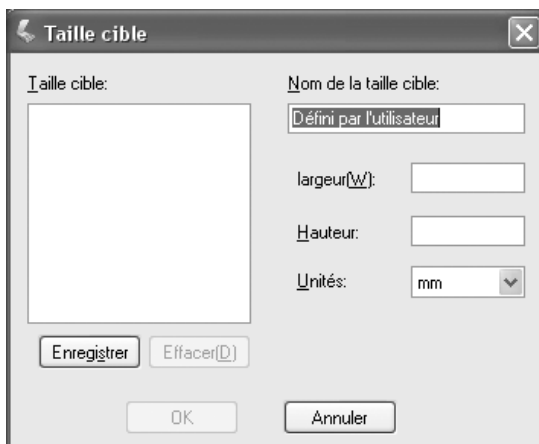 Taille cible
Taille cible:
Nom de la taille cible:
Défini par l'utilisateur
largeur(W):
Hauteur:
Unités:
mm
Enregistrer
Effacer(D)
OK
Annuler